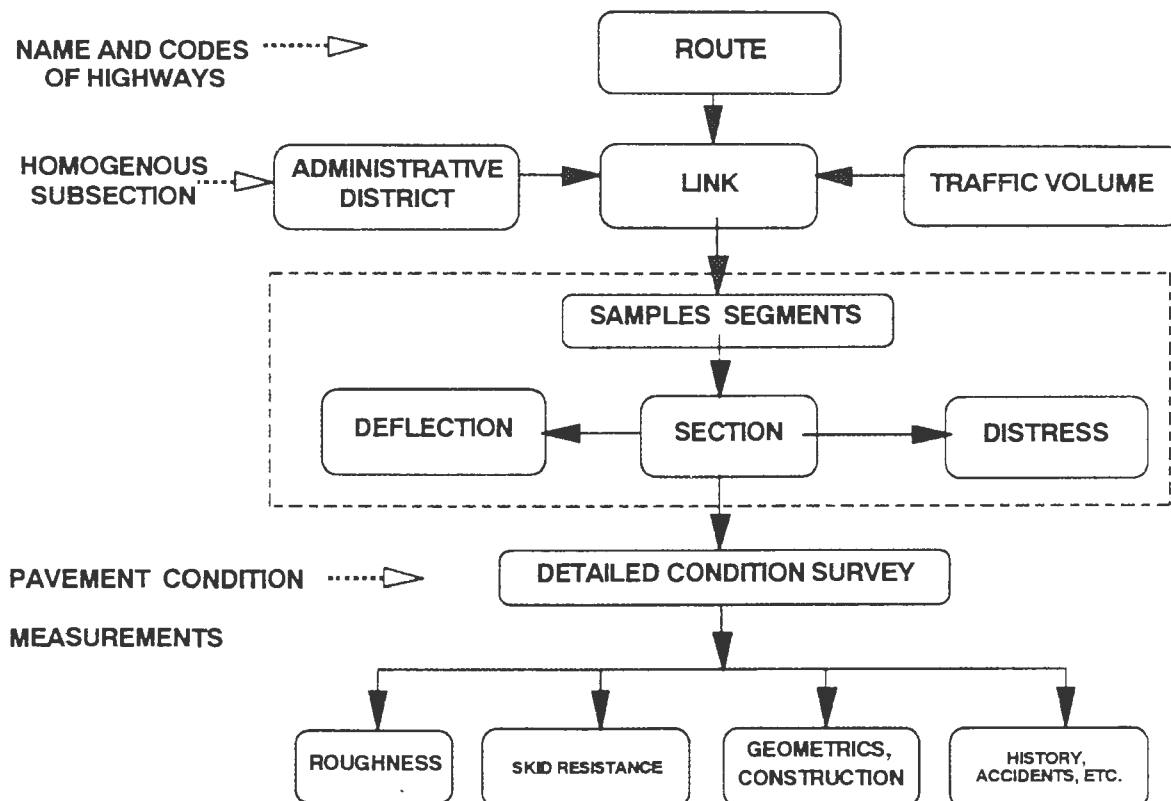 NAME AND CODES
OF HIGHWAYS
ROUTE
HOMOGENOUS
SUBSECTION
ADMINISTRATIVE
DISTRICT
LINK
TRAFFIC VOLUME
SAMPLES SEGMENTS
DEFLECTION
SECTION
DISTRESS
PAVEMENT CONDITION
MEASUREMENTS
DETAILED CONDITION SURVEY
ROUGHNESS
SKID RESISTANCE
GEOMETRICS,
CONSTRUCTION
HISTORY,
ACCIDENTS, ETC.